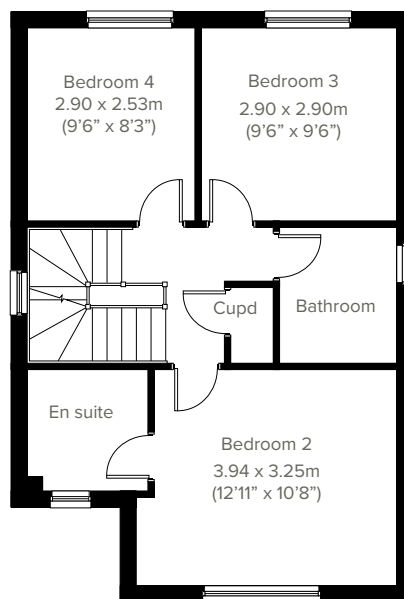 Bedroom 4
2.90 x 2.53m
(9’6” x 8’3”)
Bedroom 3
2.90 x 2.90m
(9’6” x 9’6”)
Cupd
Bathroom
En suite
Bedroom 2
3.94 x 3.25m
(12’11” x 10’8”)